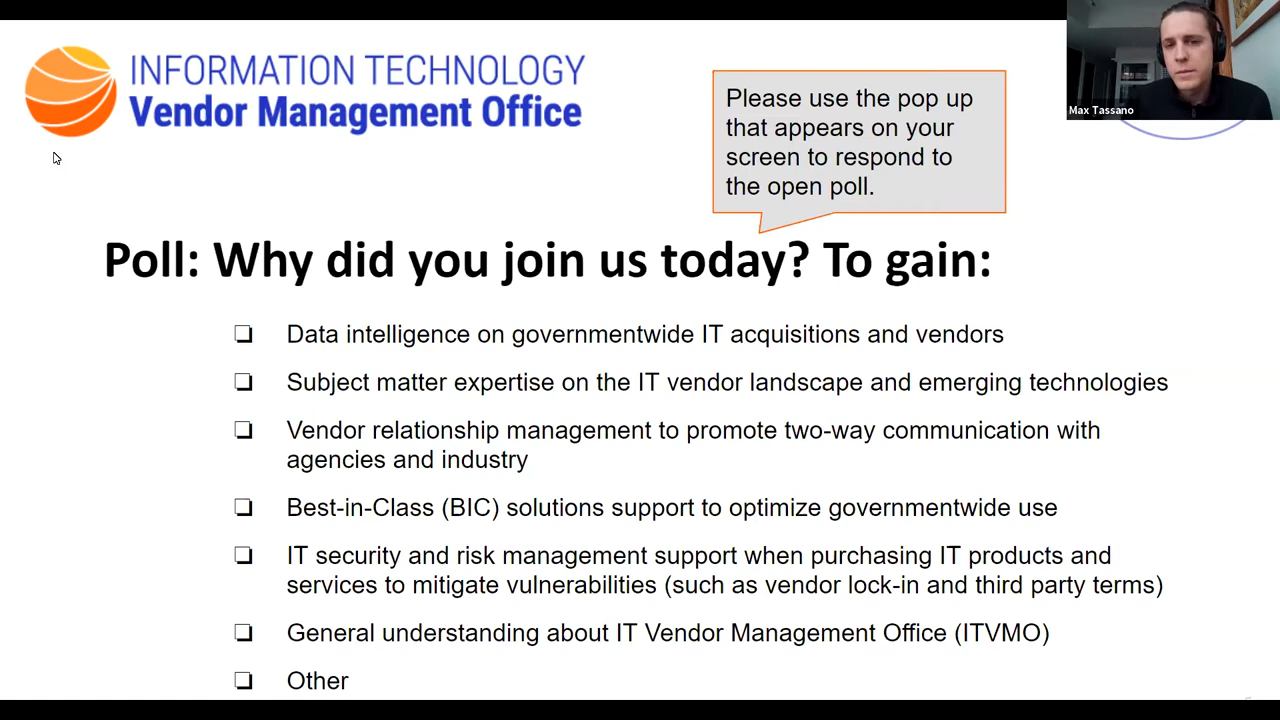 INFORMATION TECHNOLOGY
Vendor Management Office
Please use the pop up
that appears on your
screen to respond to
the open poll.
Max Tassano
Poll: Why did you join us today? To gain:
Data intelligence on governmentwide IT acquisitions and vendors
Subject matter expertise on the IT vendor landscape and emerging technologies
Vendor relationship management to promote two-way communication with
agencies and industry
Best-in-Class (BIC) solutions support to optimize governmentwide use
IT security and risk management support when purchasing IT products and
services to mitigate vulnerabilities (such as vendor lock-in and third party terms)
General understanding about IT Vendor Management Office (ITVMO)
Other